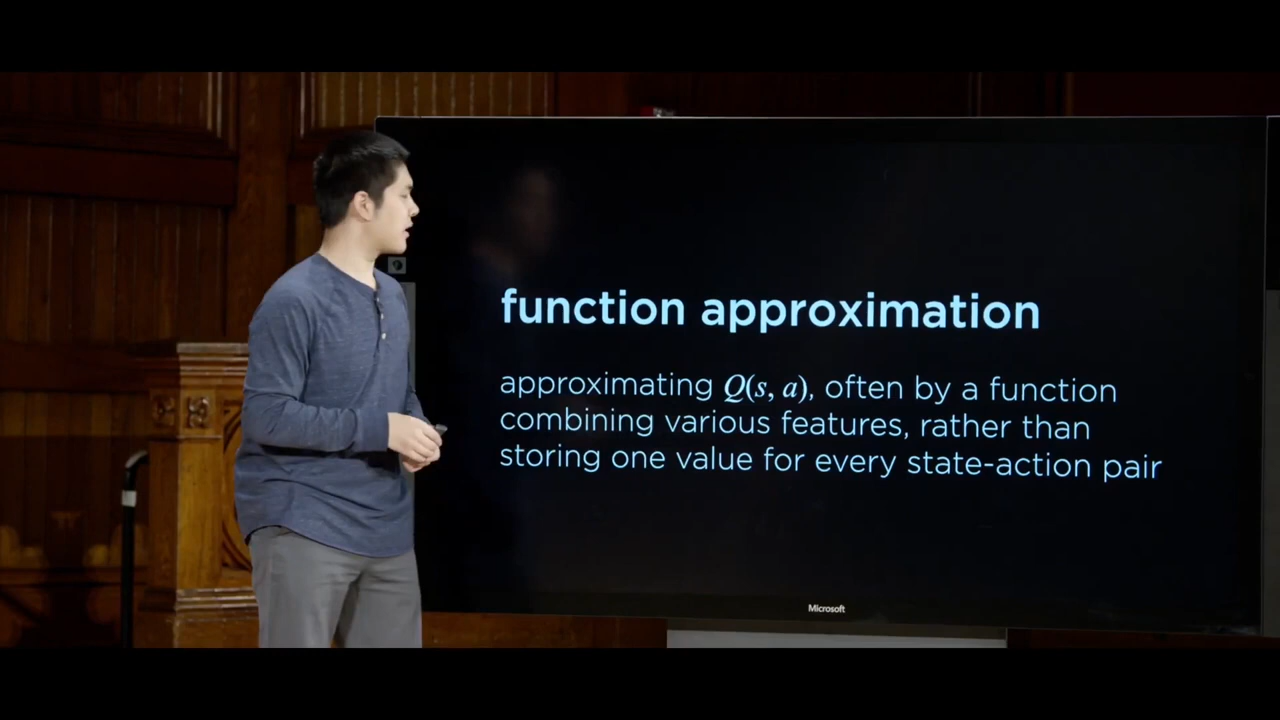 function approximation
approximating Q(s, a), often by a function
combining various features, rather than
storing one value for every state-action pair
Microsoft